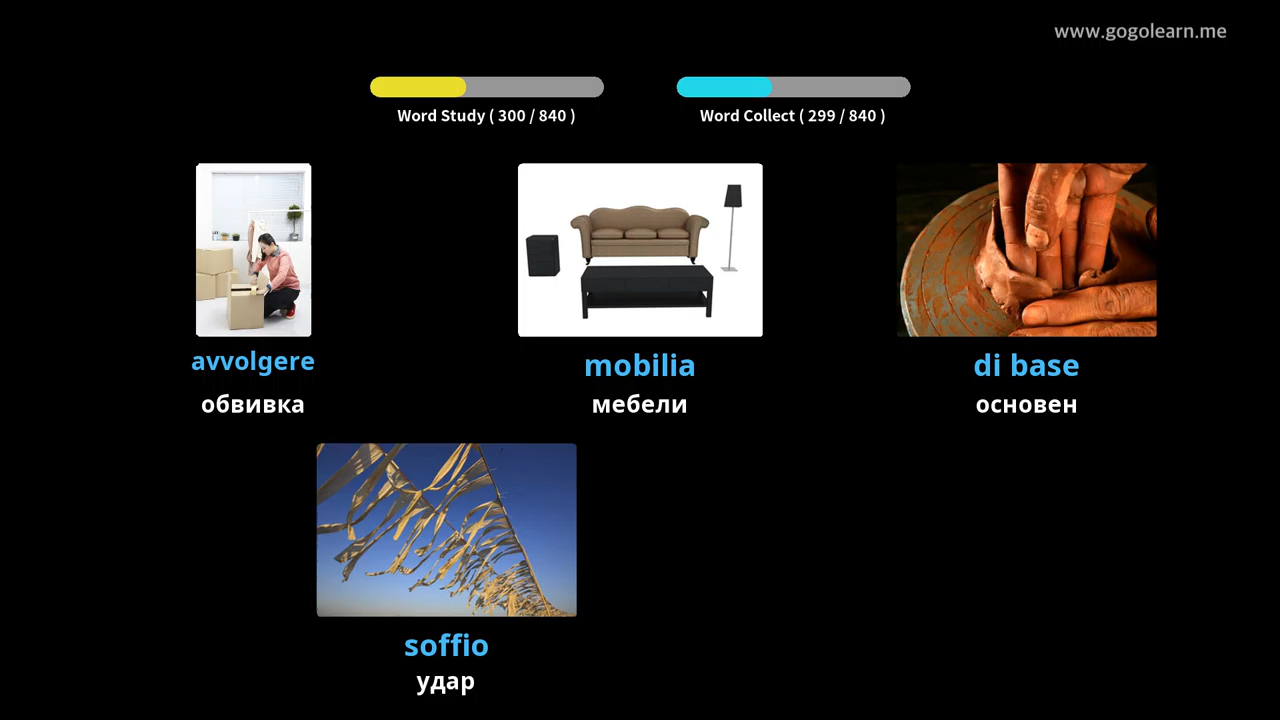 www.gogolearn.me
Word Study ( 300 / 840 )
Word Collect ( 299 / 840 )
avvolgere
обвивка
mobilia
мебели
di base
основен
soffio
удар